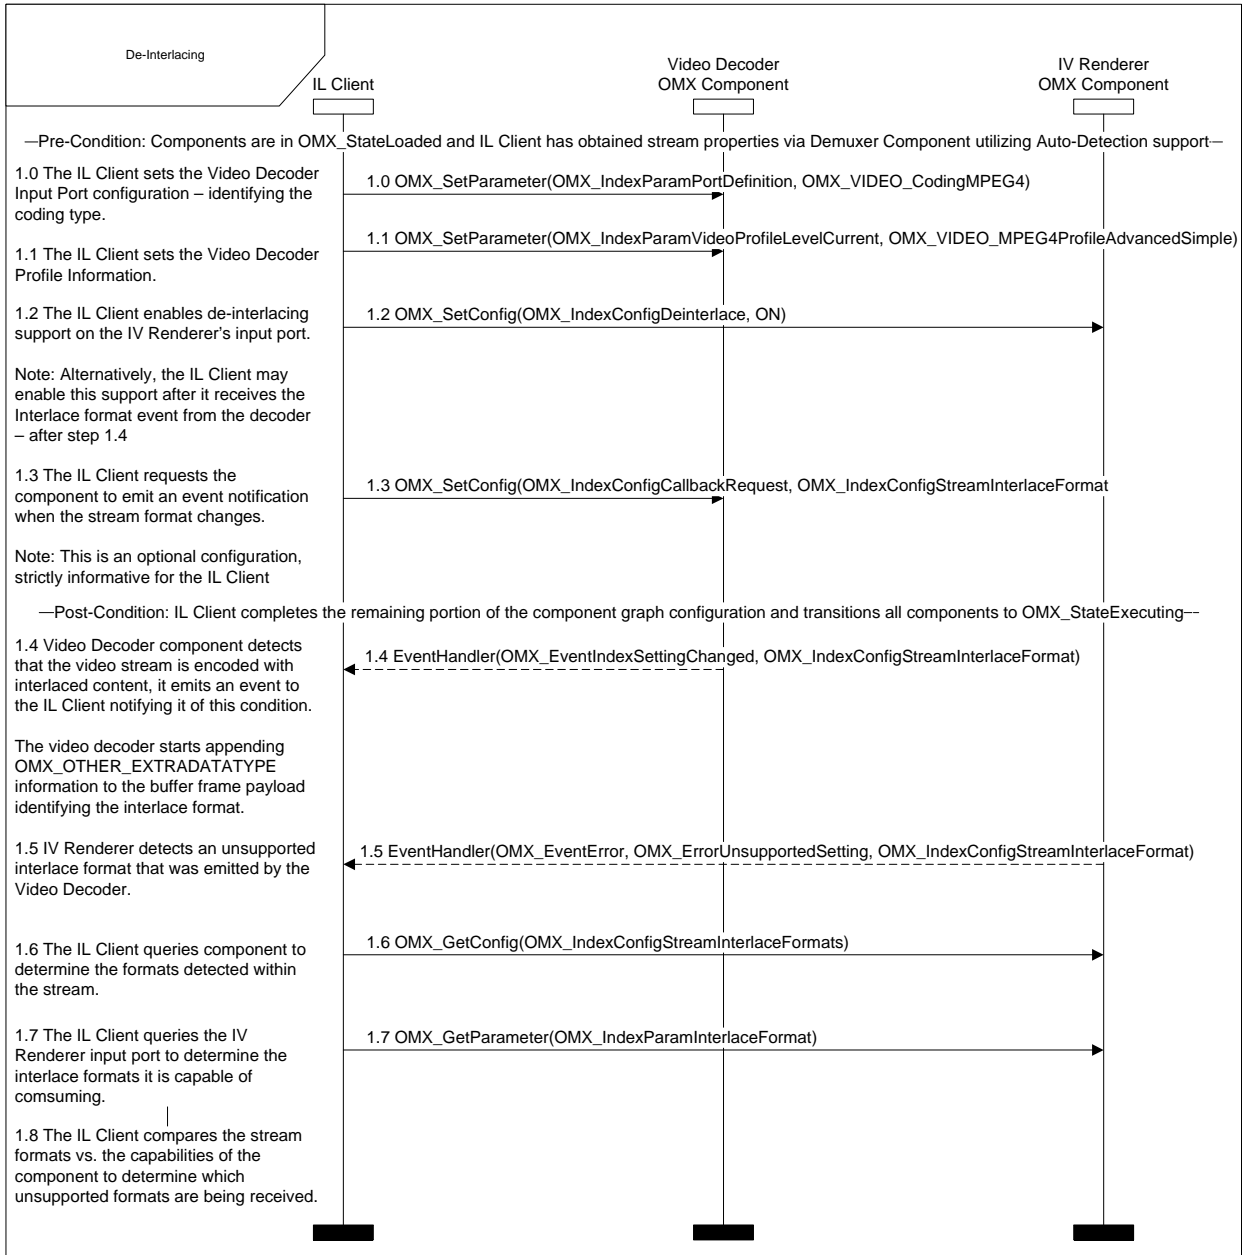 De-Interlacing
IL Client
Video Decoder
OMX Component
IV Renderer
OMX Component
Pre-Condition: Components are in OMX_StateLoaded and IL Client has obtained stream properties via Demuxer Component utilizing Auto-Detection support
1.0 The IL Client sets the Video Decoder
Input Port configuration – identifying the
coding type.
1.0 OMX_SetParameter(OMX_IndexParamPortDefinition, OMX_VIDEO_CodingMPEG4)
1.1 The IL Client sets the Video Decoder
Profile Information.
1.1 OMX_SetParameter(OMX_IndexParamVideoProfileLevelCurrent, OMX_VIDEO_MPEG4ProfileAdvancedSimple)
1.2 The IL Client enables de-interlacing
support on the IV Renderer’s input port.
1.2 OMX_SetConfig(OMX_IndexConfigDeinterlace, ON)
Note: Alternatively, the IL Client may
enable this support after it receives the
Interlace format event from the decoder
– after step 1.4
1.3 The IL Client requests the
component to emit an event notification
when the stream format changes.
1.3 OMX_SetConfig(OMX_IndexConfigCallbackRequest, OMX_IndexConfigStreamInterlaceFormat
Note: This is an optional configuration,
strictly informative for the IL Client
Post-Condition: IL Client completes the remaining portion of the component graph configuration and transitions all components to OMX_StateExecuting
1.4 Video Decoder component detects
that the video stream is encoded with
interlaced content, it emits an event to
the IL Client notifying it of this condition.
1.4 EventHandler(OMX_EventIndexSettingChanged, OMX_IndexConfigStreamInterlaceFormat)
The video decoder starts appending
OMX_OTHER_EXTRADATATYPE
information to the buffer frame payload
identifying the interlace format.
1.5 IV Renderer detects an unsupported
interlace format that was emitted by the
Video Decoder.
1.5 EventHandler(OMX_EventError, OMX_ErrorUnsupportedSetting, OMX_IndexConfigStreamInterlaceFormat)
1.6 The IL Client queries component to
determine the formats detected within
the stream.
1.6 OMX_GetConfig(OMX_IndexConfigStreamInterlaceFormats)
1.7 The IL Client queries the IV
Renderer input port to determine the
interlace formats it is capable of
comsuming.
1.7 OMX_GetParameter(OMX_IndexParamInterlaceFormat)
1.8 The IL Client compares the stream
formats vs. the capabilities of the
component to determine which
unsupported formats are being received.